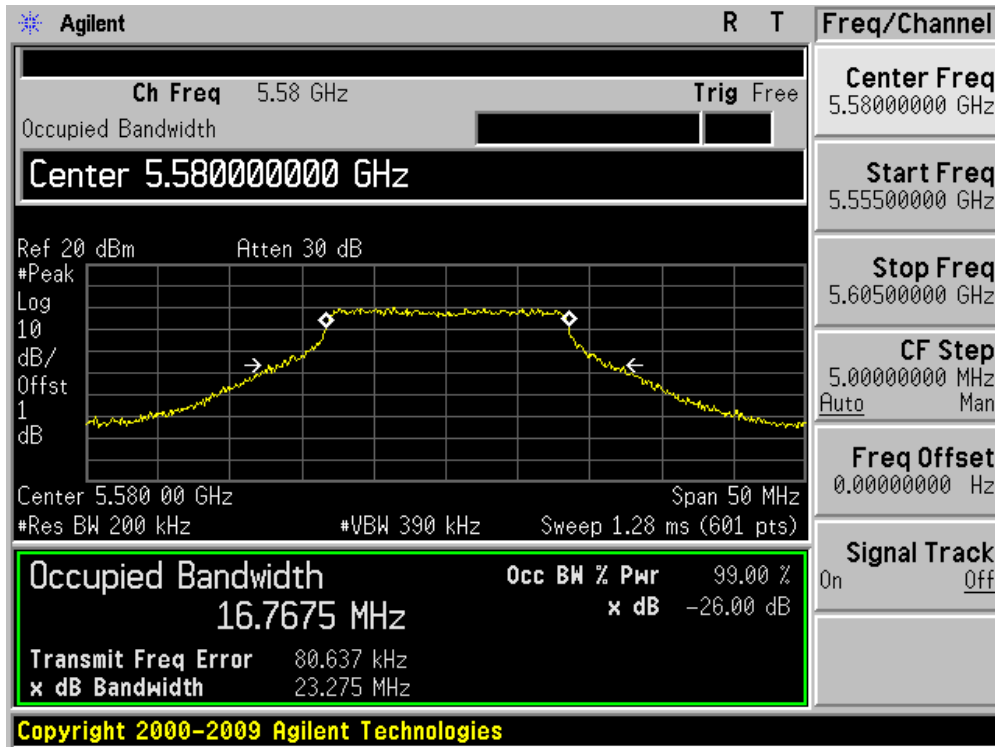 Agilent R T
Ch Freq 5.58 GHz Trig Free
Occupied Bandwidth
Center 5.580000000 GHz
Ref 20 dBm Atten 30 dB
#Peak
Log
10
dB/
Offst
1
dB
Center 5.580 00 GHz Span 50 MHz
#Res BW 200 kHz #VBW 390 kHz Sweep 1.28 ms (601 pts)
Occupied Bandwidth Occ BW % Pwr 99.00 %
16.7675 MHz x dB -26.00 dB
Transmit Freq Error 80.637 kHz
x dB Bandwidth 23.275 MHz
Copyright 2000-2009 Agilent Technologies
Freq/Channel
Center Freq
5.58000000 GHz
Start Freq
5.55500000 GHz
Stop Freq
5.60500000 GHz
CF Step
5.00000000 MHz
Auto Man
Freq Offset
0.00000000 Hz
Signal Track
On Off